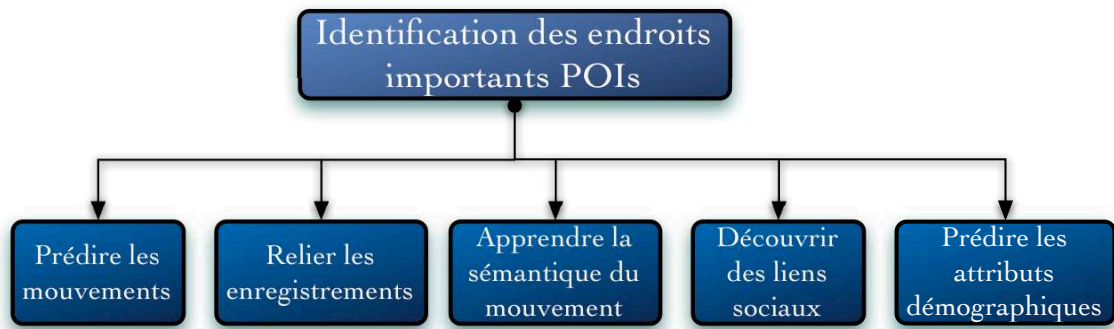 Identification des endroits
importants POIs
Prédire les
mouvements
Relier les
enregistrements
Apprendre la
sémantique du
mouvement
Découvrir
des liens
sociaux
Prédire les
attributs
démographiques